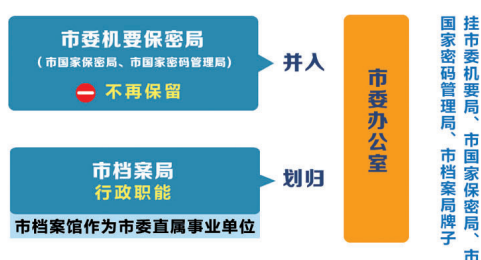 市委机要保密局
（市国家保密局、市国家密码管理局）
不再保留
并入
市档案局
行政职能
划归
市档案馆作为市委直属事业单位
市委办公室
挂市委机要局、市国家保密局、市
国家密码管理局、市档案局牌子